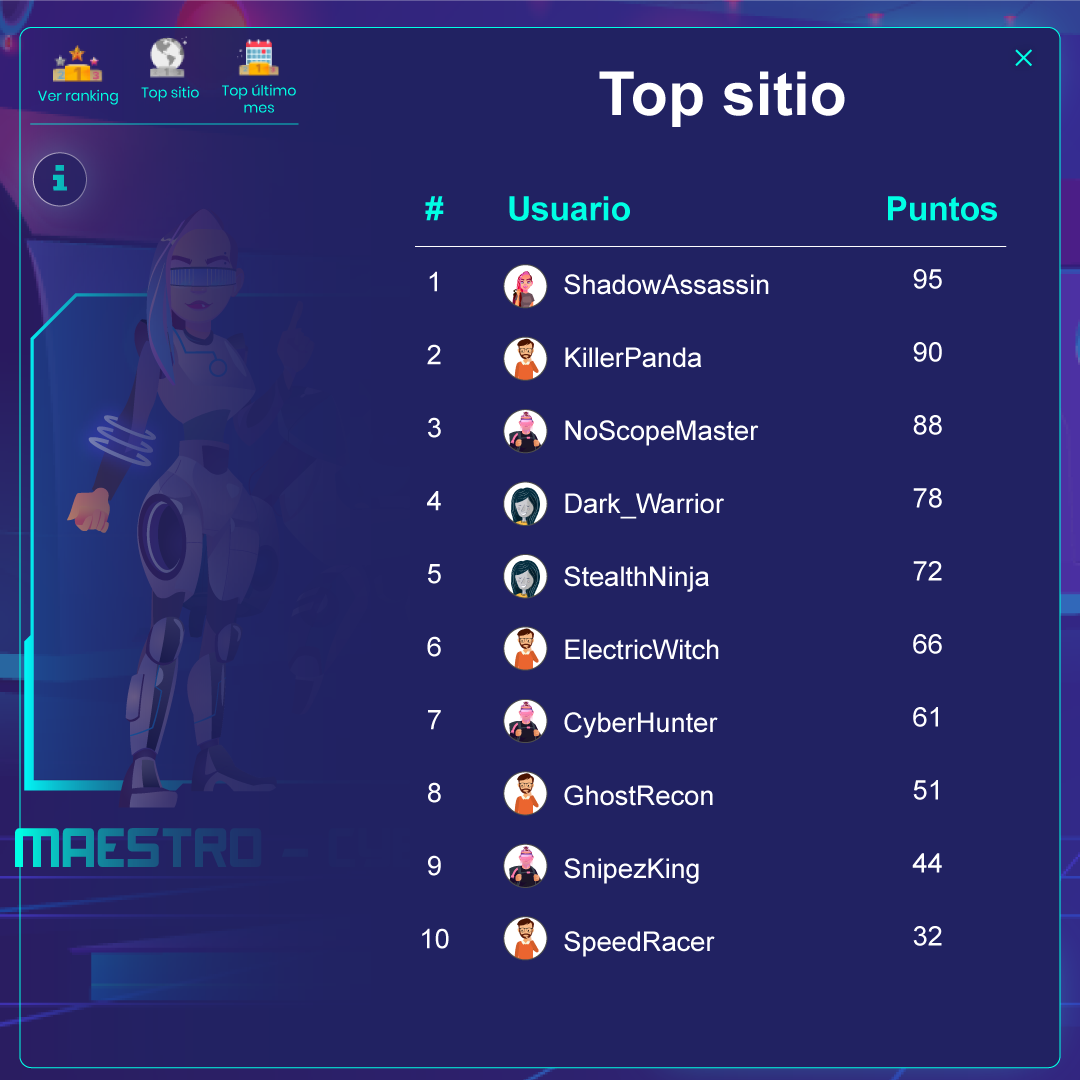 Ver ranking
Top sitio
Top último
mes
Top sitio
# Usuario Puntos
1 ShadowAssassin 95
2 KillerPanda 90
3 NoScopeMaster 88
4 Dark_Warrior 78
5 StealthNinja 72
6 ElectricWitch 66
7 CyberHunter 61
8 GhostRecon 51
9 SnipezKing 44
10 SpeedRacer 32
MAESTRO -